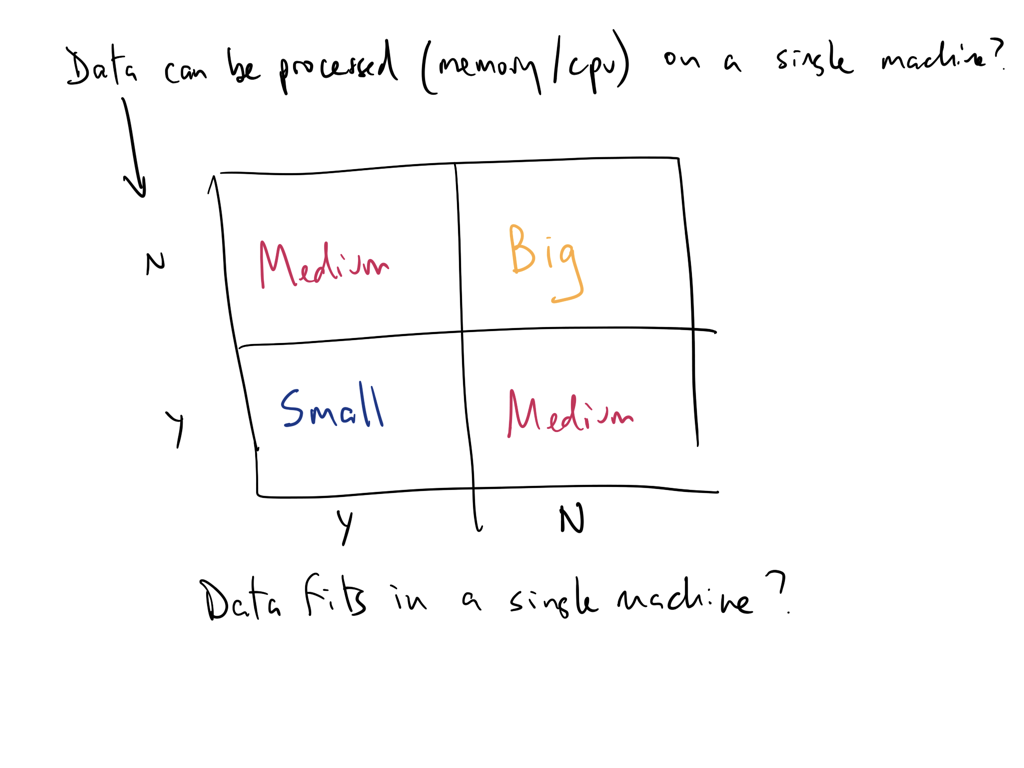 Data can be processed (memory/cpu) on a single machine?
N Medium Big
Y Small Medium
Y N
Data fits in a single machine?